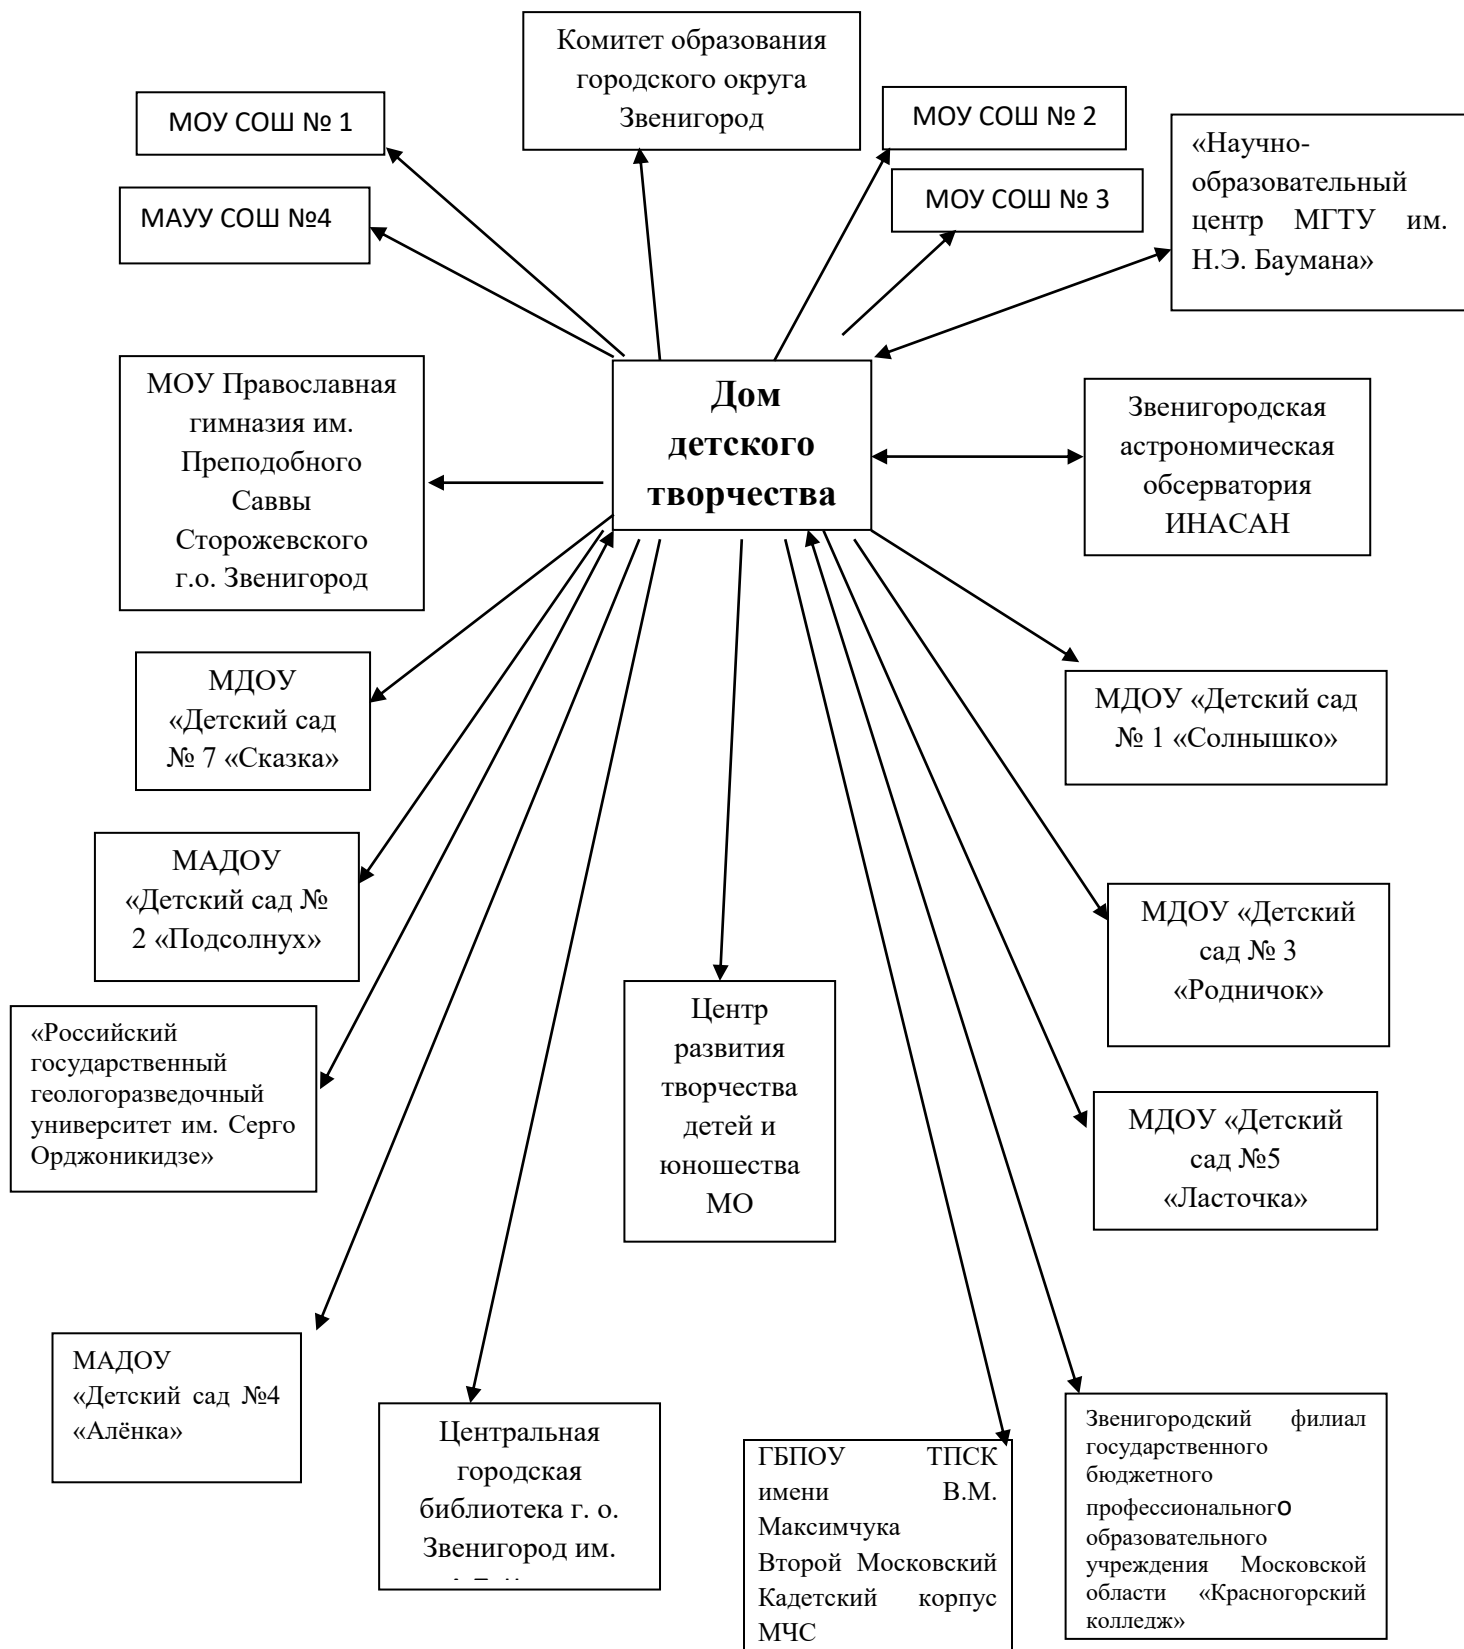 Комитет образования
городского округа
Звенигород
МОУ СОШ № 1
МОУ СОШ № 2
«Научно-
образовательный
центр МГТУ им.
Н.Э. Баумана»
МАУУ СОШ №4
МОУ СОШ № 3
МОУ Православная
гимназия им.
Преподобного
Саввы
Сторожевского
г.о. Звенигород
Дом
детского
творчества
Звенигородская
астрономическая
обсерватория
ИНАСАН
МДОУ
«Детский сад
№ 7 «Сказка»
МДОУ «Детский сад
№ 1 «Солнышко»
МАДОУ
«Детский сад №
2 «Подсолнух»
МДОУ «Детский
сад № 3
«Родничок»
«Российский
государственный
геологоразведочный
университет им. Серго
Орджоникидзе»
Центр
развития
творчества
детей и
юношества
МО
МДОУ «Детский
сад №5
«Ласточка»
МАДОУ
«Детский сад №4
«Алёнка»
Центральная
городская
библиотека г. о.
Звенигород им.
ГБПОУ ТПСК
имени В.М.
Максимчука
Второй Московский
Кадетский корпус
МЧС
Звенигородский филиал
государственного
бюджетного
профессионального
образовательного
учреждения Московской
области «Красногорский
колледж»